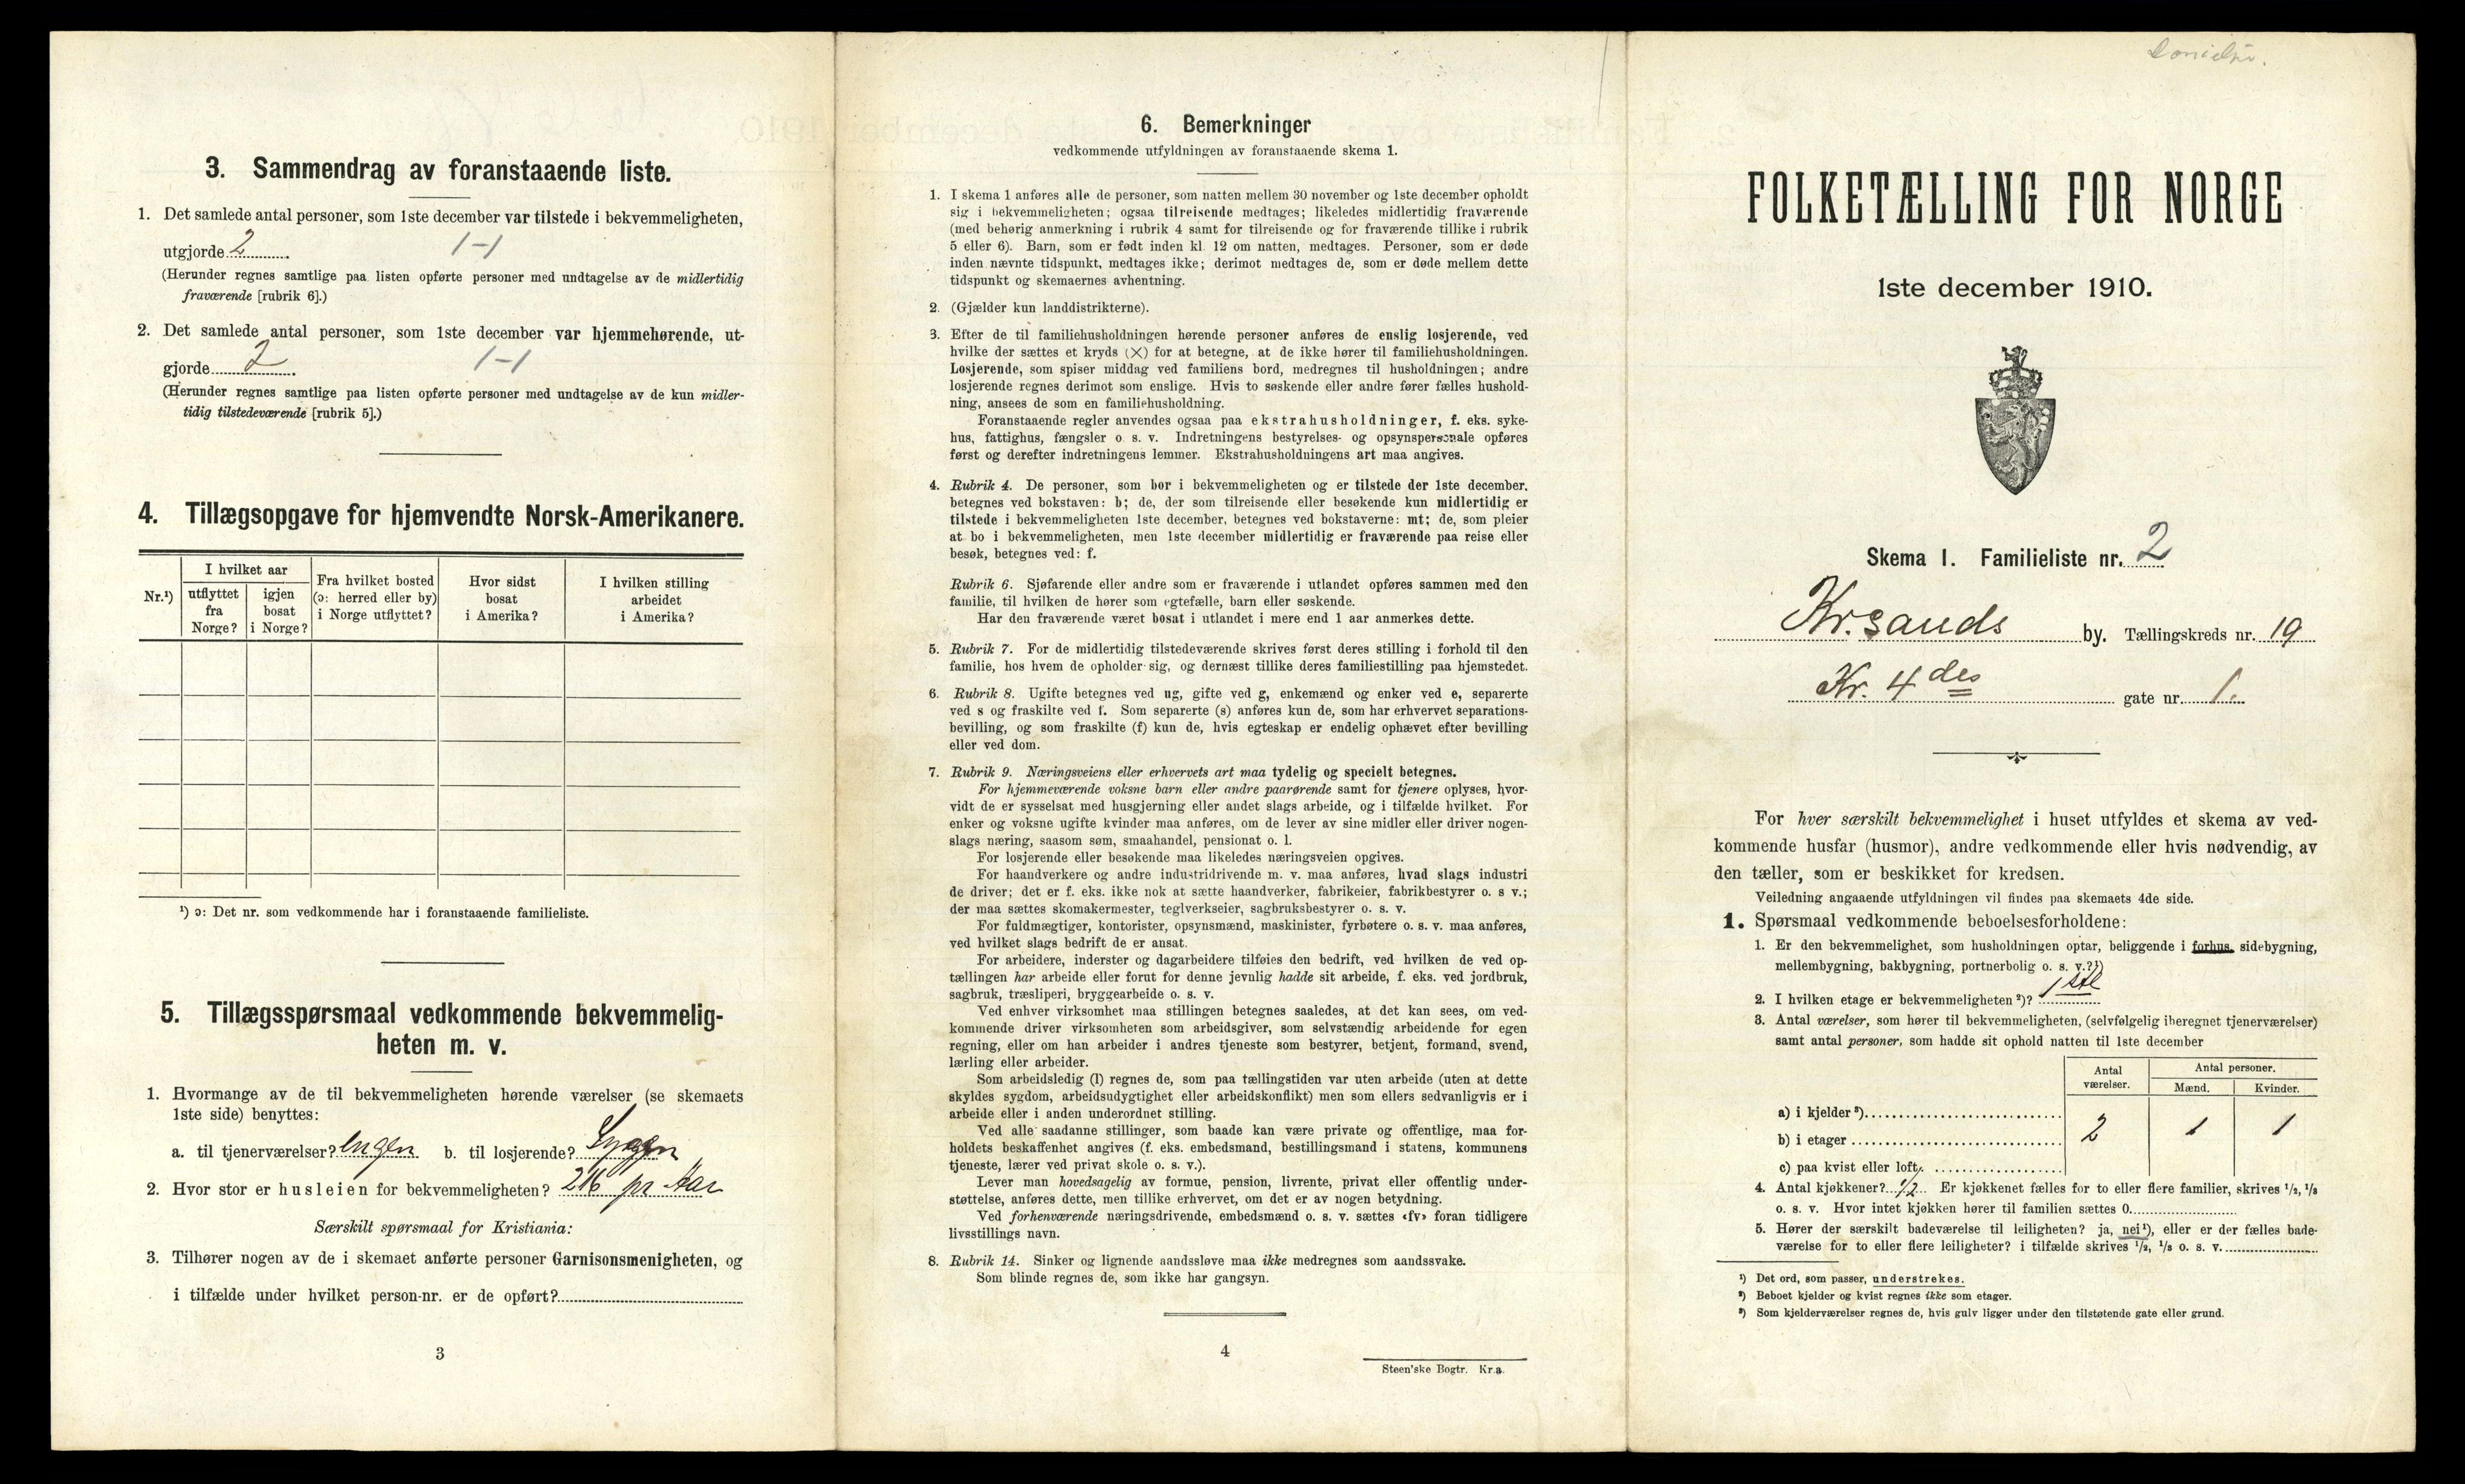 3. Sammendrag av foranstaaende liste.
1. Det samlede antal personer, som 1ste december var tilstede i bekvemmeligheten,
utgjorde 2 1-1
(Herunder regnes samtlige paa listen opførte personer med undtagelse av de midlertidig
fraværende [rubrik 6].)
2. Det samlede antal personer, som 1ste december var hjemmehørende, ut-
gjorde 2 1-1
(Herunder regnes samtlige paa listen opførte personer med undtagelse av de kun midler-
tidig tilstedeværende [rubrik 5].)
4. Tillægsopgave for hjemvendte Norsk-Amerikanere.
Nr.¹)
I hvilket aar
utflyttet
fra
Norge?
igjen
bosat
i Norge?
Fra hvilket bosted
(ɔ: herred eller by)
i Norge utflyttet?
Hvor sidst
bosat
i Amerika?
I hvilken stilling
arbeidet
i Amerika?
¹) ɔ: Det nr. som vedkommende har i foranstaaende familieliste.
5. Tillægsspørsmaal vedkommende bekvemmelig-
heten m. v.
1. Hvormange av de til bekvemmeligheten hørende værelser (se skemaets
1ste side) benyttes:
a. til tjenerværelser? engen b. til losjerende? Yngen
2. Hvor stor er husleien for bekvemmeligheten? 216 pr Aar
Særskilt spørsmaal for Kristiania:
3. Tilhører nogen av de i skemaet anførte personer Garnisonsmenigheten, og
i tilfælde under hvilket person-nr. er de opført?
3
6. Bemerkninger
vedkommende utfyldningen av foranstaaende skema 1.
1. I skema 1 anføres alle de personer, som natten mellem 30 november og 1ste december opholdt
sig i bekvemmeligheten; ogsaa tilreisende medtages; likeledes midlertidig fraværende
(med behørig anmerkning i rubrik 4 samt for tilreisende og for fraværende tillike i rubrik
5 eller 6). Barn, som er født inden kl. 12 om natten, medtages. Personer, som er døde
inden nævnte tidspunkt, medtages ikke; derimot medtages de, som er døde mellem dette
tidspunkt og skemaernes avhentning.
2. (Gjælder kun landdistrikterne).
3. Efter de til familiehusholdningen hørende personer anføres de enslig losjerende, ved
hvilke der sættes et kryds (×) for at betegne, at de ikke hører til familiehusholdningen.
Losjerende, som spiser middag ved familiens bord, medregnes til husholdningen; andre
losjerende regnes derimot som enslige. Hvis to søskende eller andre fører fælles hushold-
ning, ansees de som en familiehusholdning.
Foranstaaende regler anvendes ogsaa paa ekstrahusholdninger, f. eks. syke-
hus, fattighus, fængsler o. s. v. Indretningens bestyrelses- og opsynspersonale opføres
først og derefter indretningens lemmer. Ekstrahusholdningens art maa angives.
4. Rubrik 4. De personer, som bor i bekvemmeligheten og er tilstede der 1ste december,
betegnes ved bokstaven: b; de, der som tilreisende eller besøkende kun midlertidig er
tilstede i bekvemmeligheten 1ste december, betegnes ved bokstaverne: mt; de, som pleier
at bo i bekvemmeligheten, men 1ste december midlertidig er fraværende paa reise eller
besøk, betegnes ved: f.
Rubrik 6. Sjøfarende eller andre som er fraværende i utlandet opføres sammen med den
familie, til hvilken de hører som egtefælle, barn eller søskende.
Har den fraværende været bosat i utlandet i mere end 1 aar anmerkes dette.
5. Rubrik 7. For de midlertidig tilstedeværende skrives først deres stilling i forhold til den
familie, hos hvem de opholder sig, og dernæst tillike deres familiestilling paa hjemstedet.
6. Rubrik 8. Ugifte betegnes ved ug, gifte ved g, enkemænd og enker ved e, separerte
ved s og fraskilte ved f. Som separerte (s) anføres kun de, som har erhvervet separations-
bevilling, og som fraskilte (f) kun de, hvis egteskap er endelig ophævet efter bevilling
eller ved dom.
7. Rubrik 9. Næringsveiens eller erhvervets art maa tydelig og specielt betegnes.
For hjemmeværende voksne barn eller andre paarørende samt for tjenere oplyses, hvor-
vidt de er sysselsat med husgjerning eller andet slags arbeide, og i tilfælde hvilket. For
enker og voksne ugifte kvinder maa anføres, om de lever av sine midler eller driver nogen-
slags næring, saasom søm, smaahandel, pensionat o. l.
For losjerende eller besøkende maa likeledes næringsveien opgives.
For haandverkere og andre industridrivende m. v. maa anføres, hvad slags industri
de driver; det er f. eks. ikke nok at sætte haandverker, fabrikeier, fabrikbestyrer o. s v.;
der maa sættes skomakermester, teglverkseier, sagbruksbestyrer o. s. v.
For fuldmægtiger, kontorister, opsynsmænd, maskinister, fyrbøtere o. s. v. maa anføres,
ved hvilket slags bedrift de er ansat.
For arbeidere, inderster og dagarbeidere tilføies den bedrift, ved hvilken de ved op-
tællingen har arbeide eller forut for denne jevnlig hadde sit arbeide, f. eks. ved jordbruk,
sagbruk, træsliperi, bryggearbeide o. s. v.
Ved enhver virksomhet maa stillingen betegnes saaledes, at det kan sees, om ved-
kommende driver virksomheten som arbeidsgiver, som selvstændig arbeidende for egen
regning, eller om han arbeider i andres tjeneste som bestyrer, betjent, formand, svend,
lærling eller arbeider.
Som arbeidsledig (l) regnes de, som paa tællingstiden var uten arbeide (uten at dette
skyldes sygdom, arbeidsudygtighet eller arbeidskonflikt) men som ellers sedvanligvis er i
arbeide eller i anden underordnet stilling.
Ved alle saadanne stillinger, som baade kan være private og offentlige, maa for-
holdets beskaffenhet angives (f. eks. embedsmand, bestillingsmand i statens, kommunens
tjeneste, lærer ved privat skole o. s. v.).
Lever man hovedsagelig av formue, pension, livrente, privat eller offentlig under-
støttelse, anføres dette, men tillike erhvervet, om det er av nogen betydning.
Ved forhenværende næringsdrivende, embedsmænd o. s. v. sættes «fv» foran tidligere
livsstillings navn.
8. Rubrik 14. Sinker og lignende aandssløve maa ikke medregnes som aandssvake.
Som blinde regnes de, som ikke har gangsyn.
4
Steen'ske Bogtr. Kr.a.
FOLKETÆLLING FOR NORGE
1ste december 1910.
Skema I. Familieliste nr. 2
Kr.sands by. Tællingskreds nr. 19
Kr. 4des gate nr. 1.
For hver særskilt bekvemmelighet i huset utfyldes et skema av ved-
kommende husfar (husmor), andre vedkommende eller hvis nødvendig, av
den tæller, som er beskikket for kredsen.
Veiledning angaaende utfyldningen vil findes paa skemaets 4de side.
1. Spørsmaal vedkommende beboelsesforholdene:
1. Er den bekvemmelighet, som husholdningen optar, beliggende i forhus, sidebygning,
mellembygning, bakbygning, portnerbolig o. s. v.?¹)
2. I hvilken etage er bekvemmeligheten²)? 1ste
3. Antal værelser, som hører til bekvemmeligheten, (selvfølgelig iberegnet tjenerværelser)
samt antal personer, som hadde sit ophold natten til 1ste december
Antal
værelser.
Antal personer.
Mænd. Kvinder.
a) i kjelder³)
b) i etager 2 1 1
c) paa kvist eller loft
4. Antal kjøkkener? 1/2 Er kjøkkenet fælles for to eller flere familier, skrives ¹/₂, ¹/₃
o. s. v. Hvor intet kjøkken hører til familien sættes 0.
5. Hører der særskilt badeværelse til leiligheten? ja, nei¹), eller er der fælles bade-
værelse for to eller flere leiligheter? i tilfælde skrives ¹/₂, ¹/₃ o. s. v.
¹) Det ord, som passer, understrekes.
²) Beboet kjelder og kvist regnes ikke som etager.
³) Som kjelderværelser regnes de, hvis gulv ligger under den tilstøtende gate eller grund.